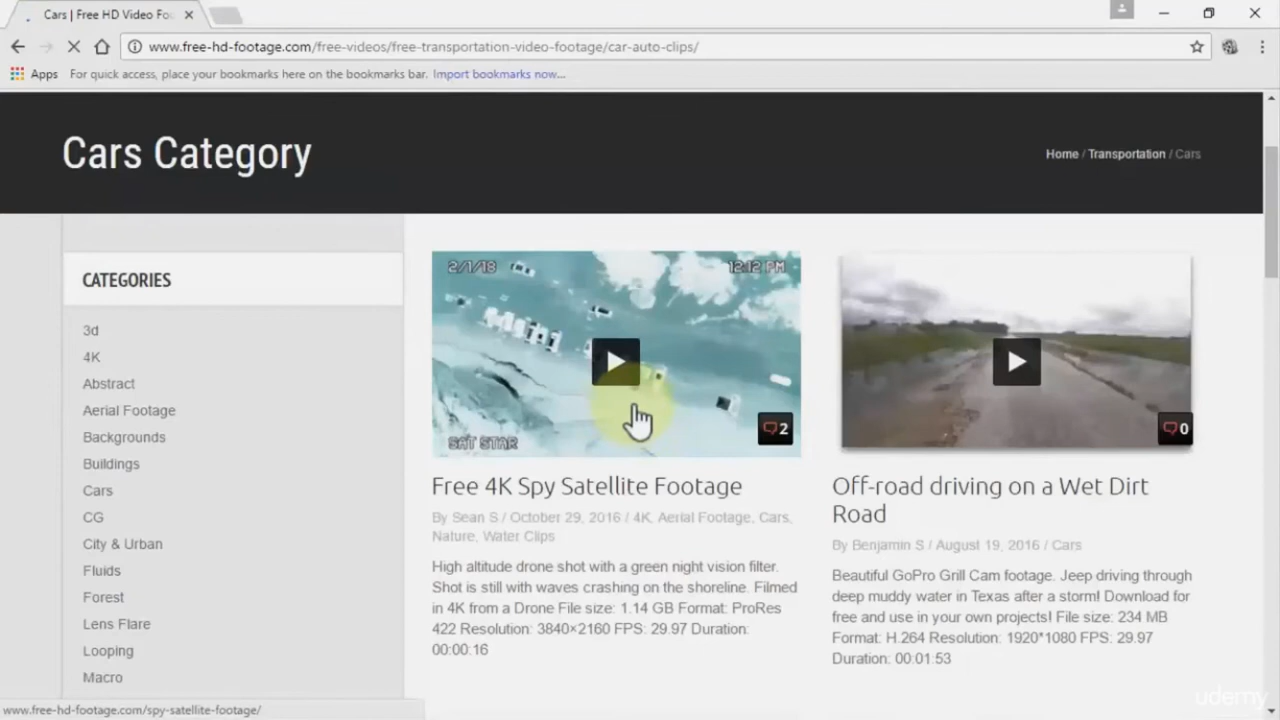 Cars | Free HD Video Foo
www.free-hd-footage.com/free-videos/free-transportation-video-footage/car-auto-clips/
Apps For quick access, place your bookmarks here on the bookmarks bar. Import bookmarks now...
Cars Category
Home / Transportation / Cars
CATEGORIES
3d
4K
Abstract
Aerial Footage
Backgrounds
Buildings
Cars
CG
City & Urban
Fluids
Forest
Lens Flare
Looping
Macro
2/1/18 12:12 PM
SAT STAR
2
Free 4K Spy Satellite Footage
By Sean S / October 29, 2016 / 4K, Aerial Footage, Cars,
Nature, Water Clips
High altitude drone shot with a green night vision filter.
Shot is still with waves crashing on the shoreline. Filmed
in 4K from a Drone File size: 1.14 GB Format: ProRes
422 Resolution: 3840×2160 FPS: 29.97 Duration:
00:00:16
0
Off-road driving on a Wet Dirt
Road
By Benjamin S / August 19, 2016 / Cars
Beautiful GoPro Grill Cam footage. Jeep driving through
deep muddy water in Texas after a storm! Download for
free and use in your own projects! File size: 234 MB
Format: H.264 Resolution: 1920*1080 FPS: 29.97
Duration: 00:01:53
www.free-hd-footage.com/spy-satellite-footage/
udemy